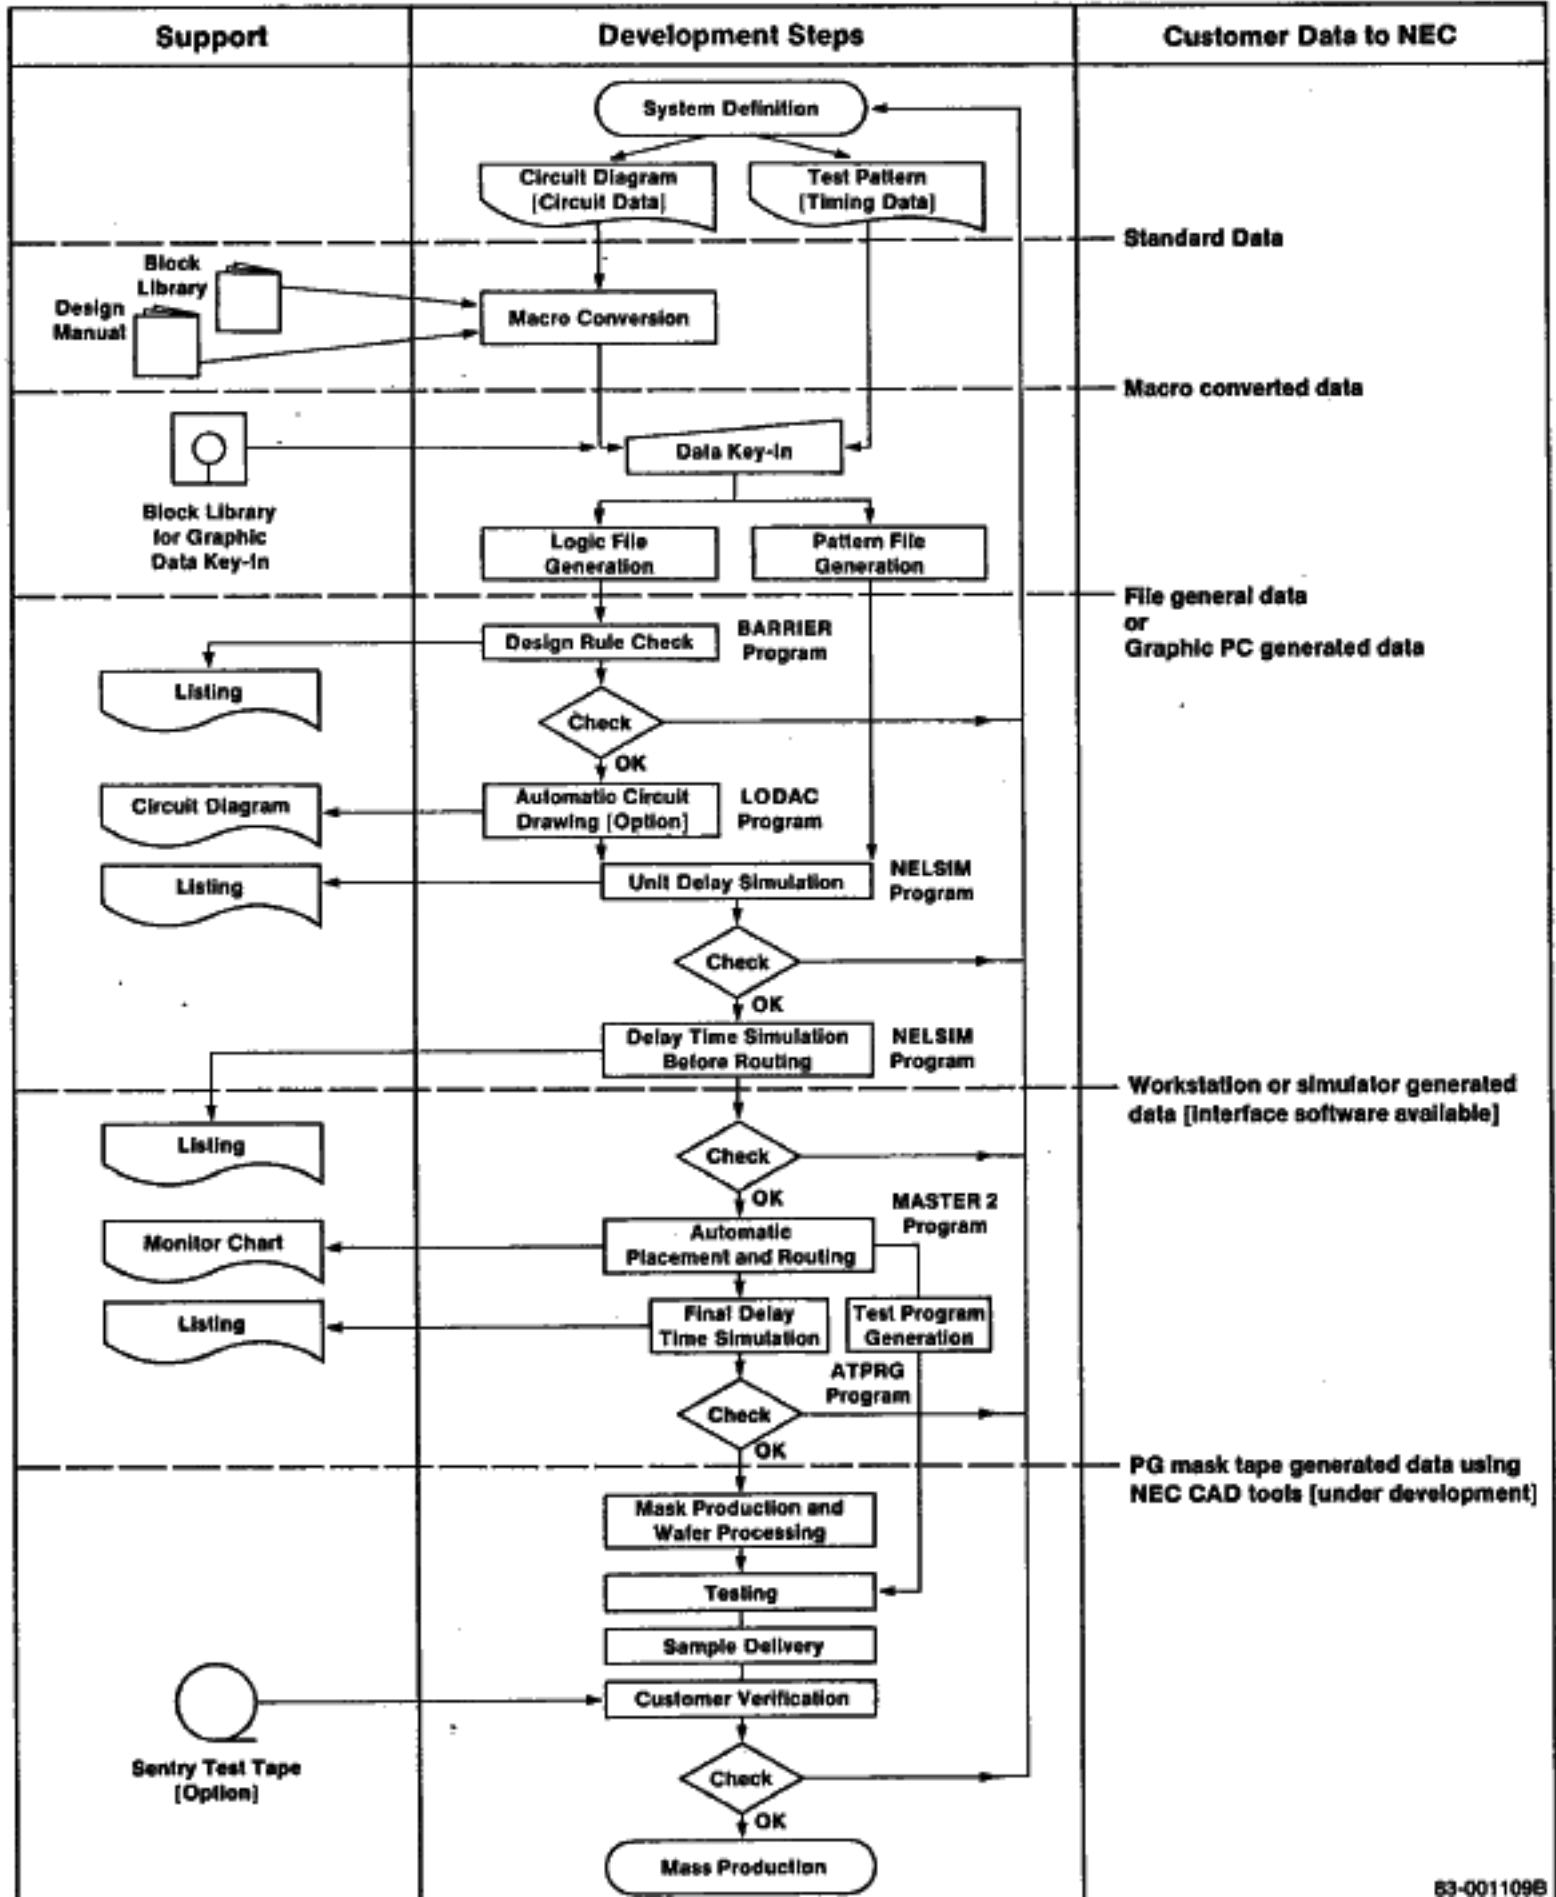 Support
Development Steps
Customer Data to NEC
System Definition
Circuit Diagram
[Circuit Data]
Test Pattern
[Timing Data]
Standard Data
Block
Library
Design
Manual
Macro Conversion
Macro converted data
Data Key-In
Block Library
for Graphic
Data Key-In
Logic File
Generation
Pattern File
Generation
File general data
or
Graphic PC generated data
Design Rule Check
BARRIER
Program
Listing
Check
OK
Circuit Diagram
Automatic Circuit
Drawing [Option]
LODAC
Program
Listing
Unit Delay Simulation
NELSIM
Program
Check
OK
Delay Time Simulation
Before Routing
NELSIM
Program
Workstation or simulator generated
data [interface software available]
Listing
Check
OK
MASTER 2
Program
Monitor Chart
Automatic
Placement and Routing
Listing
Final Delay
Time Simulation
Test Program
Generation
ATPRG
Program
Check
OK
PG mask tape generated data using
NEC CAD tools [under development]
Mask Production and
Wafer Processing
Testing
Sample Delivery
Customer Verification
Sentry Test Tape
[Option]
Check
OK
Mass Production
83-001109B